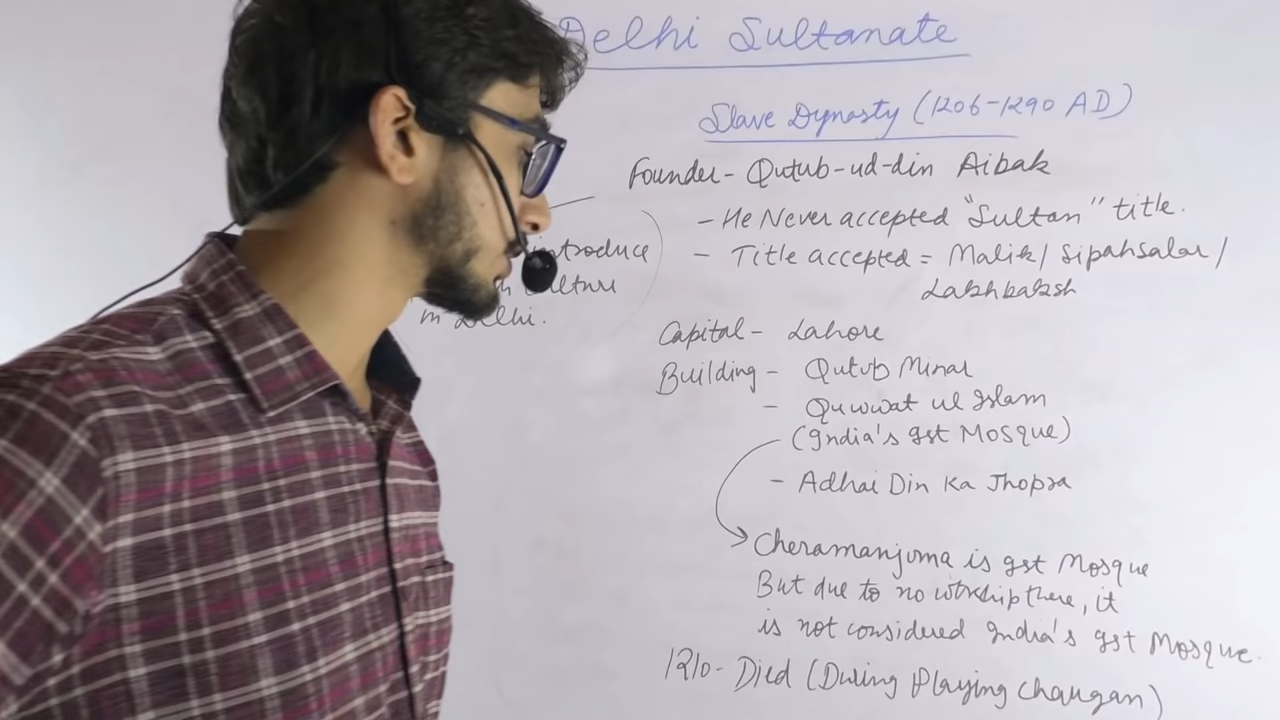 Delhi Sultanate
Slave Dynasty (1206-1290 AD)
Founder- Qutub-ud-din Aibak
- He Never accepted "Sultan" title.
- Title accepted = Malik/ Sipahsalar/
Lakhbaksh
introduce
culture
in Delhi.
Capital- Lahore
Building- Qutub Minar
- Quwwat ul Islam
(India's Ist Mosque)
- Adhai Din Ka Jhopra
Cheramanjuma is Ist Mosque
But due to no worship there, it
is not considered India's Ist Mosque.
1210- Died (During Playing Chaugan)